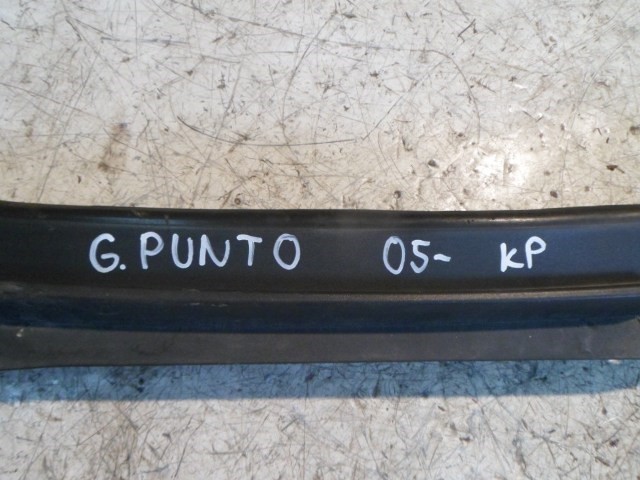 G. PUNTO 05- KP